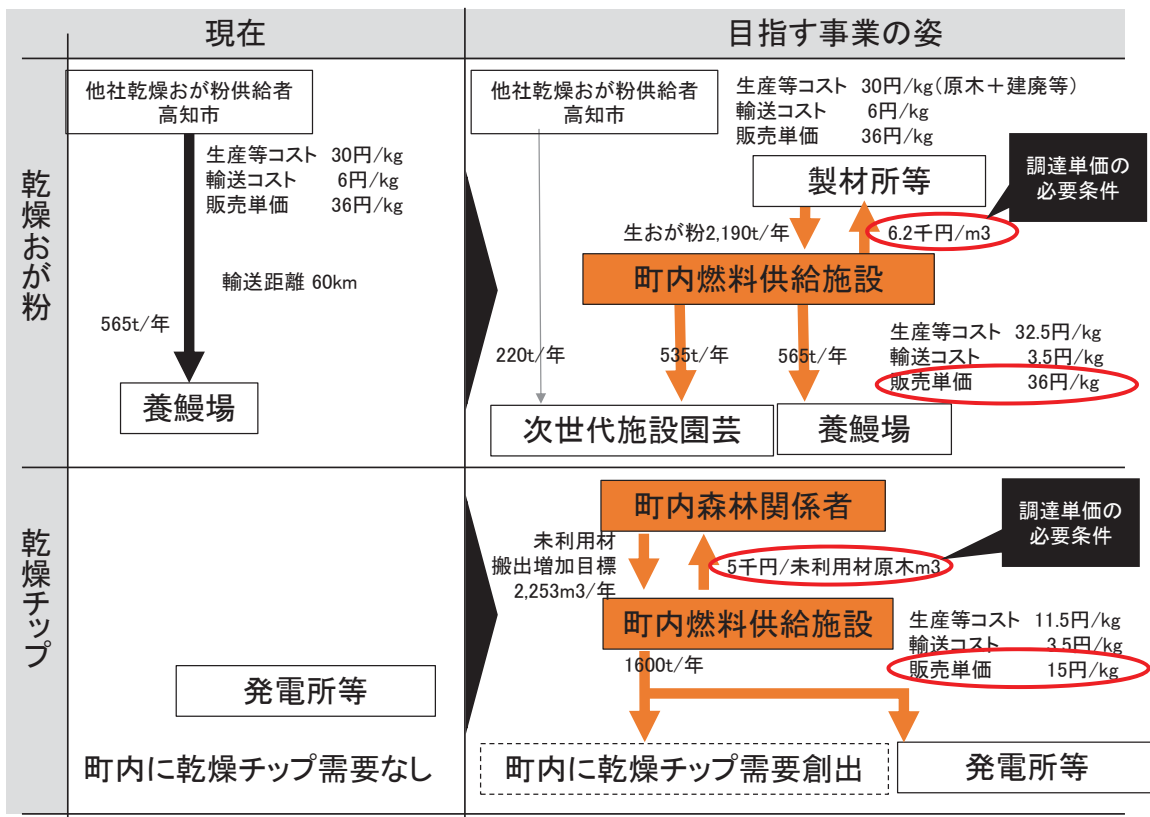 現在
目指す事業の姿
乾燥おが粉
他社乾燥おが粉供給者
高知市
生産等コスト 30円/kg
輸送コスト 6円/kg
販売単価 36円/kg
輸送距離 60km
565t/年
養鰻場
他社乾燥おが粉供給者
高知市
生産等コスト 30円/kg(原木+建廃等)
輸送コスト 6円/kg
販売単価 36円/kg
調達単価の
必要条件
製材所等
生おが粉2,190t/年
6.2千円/m3
町内燃料供給施設
220t/年
535t/年
565t/年
生産等コスト 32.5円/kg
輸送コスト 3.5円/kg
販売単価 36円/kg
次世代施設園芸
養鰻場
乾燥チップ
発電所等
町内に乾燥チップ需要なし
町内森林関係者
調達単価の
必要条件
未利用材
搬出増加目標
2,253m3/年
5千円/未利用材原木m3
町内燃料供給施設
1600t/年
生産等コスト 11.5円/kg
輸送コスト 3.5円/kg
販売単価 15円/kg
町内に乾燥チップ需要創出
発電所等